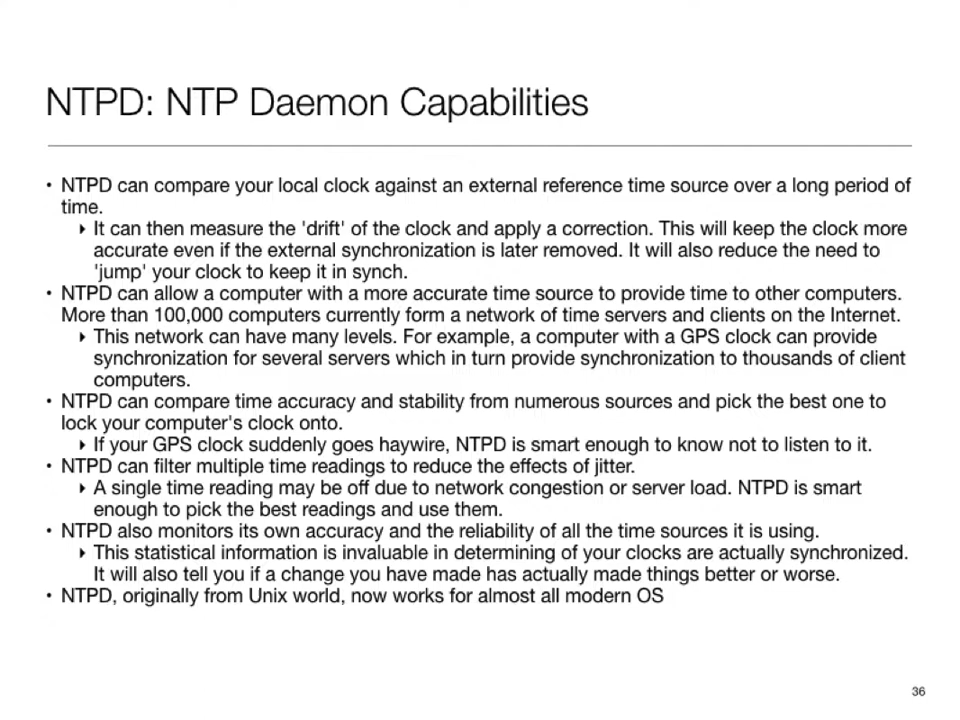 NTPD: NTP Daemon Capabilities
• NTPD can compare your local clock against an external reference time source over a long period of
time.
‣ It can then measure the 'drift' of the clock and apply a correction. This will keep the clock more
accurate even if the external synchronization is later removed. It will also reduce the need to
'jump' your clock to keep it in synch.
• NTPD can allow a computer with a more accurate time source to provide time to other computers.
More than 100,000 computers currently form a network of time servers and clients on the Internet.
‣ This network can have many levels. For example, a computer with a GPS clock can provide
synchronization for several servers which in turn provide synchronization to thousands of client
computers.
• NTPD can compare time accuracy and stability from numerous sources and pick the best one to
lock your computer's clock onto.
‣ If your GPS clock suddenly goes haywire, NTPD is smart enough to know not to listen to it.
• NTPD can filter multiple time readings to reduce the effects of jitter.
‣ A single time reading may be off due to network congestion or server load. NTPD is smart
enough to pick the best readings and use them.
• NTPD also monitors its own accuracy and the reliability of all the time sources it is using.
‣ This statistical information is invaluable in determining of your clocks are actually synchronized.
It will also tell you if a change you have made has actually made things better or worse.
• NTPD, originally from Unix world, now works for almost all modern OS
36